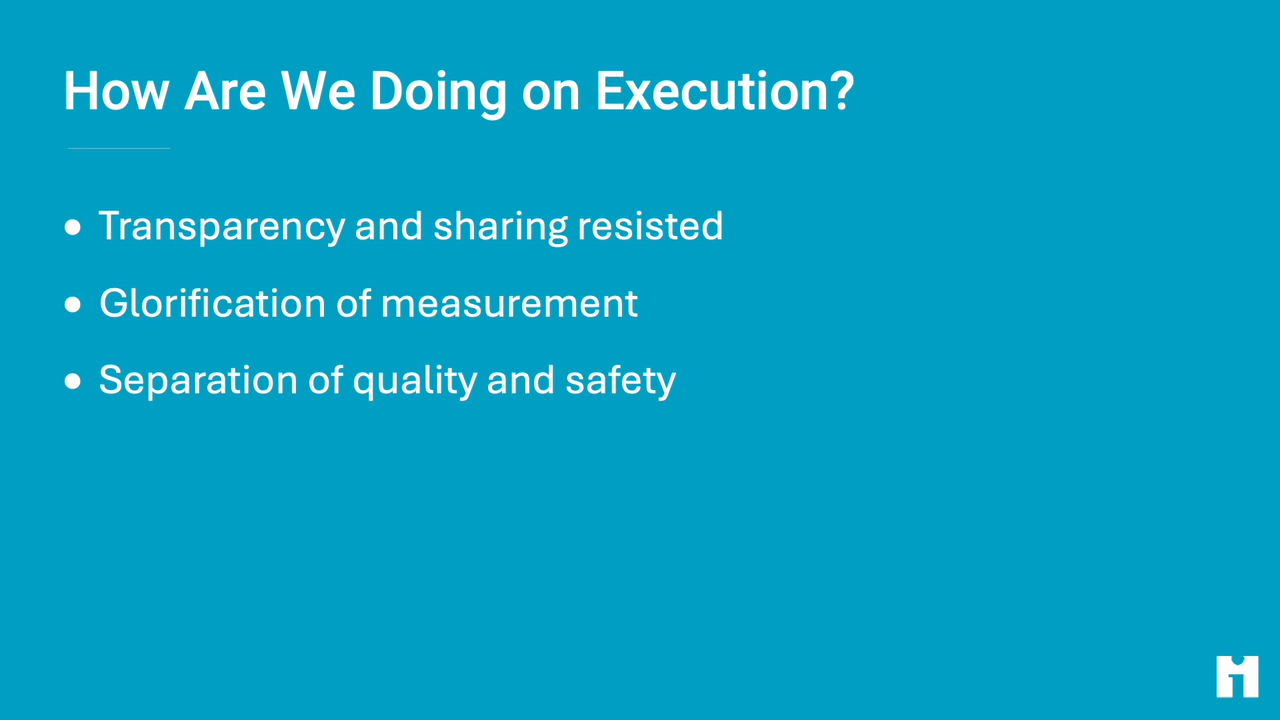 How Are We Doing on Execution?
● Transparency and sharing resisted
● Glorification of measurement
● Separation of quality and safety